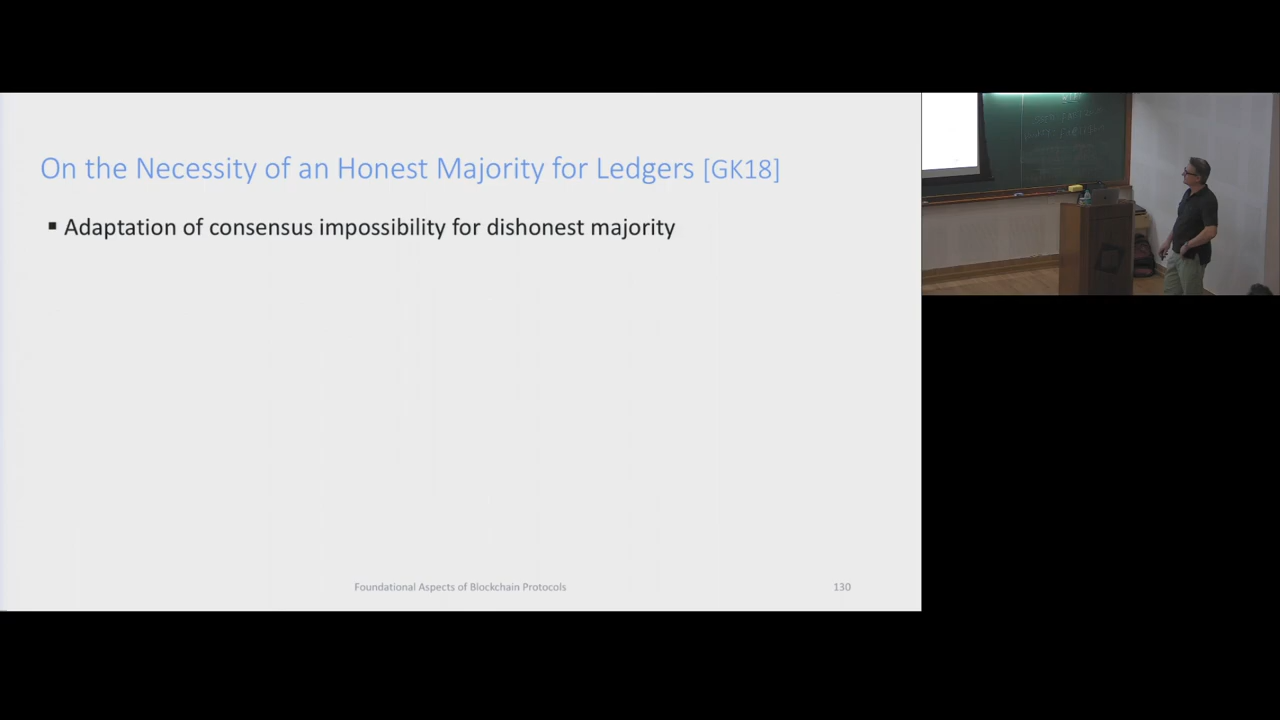 On the Necessity of an Honest Majority for Ledgers [GK18]
▪ Adaptation of consensus impossibility for dishonest majority
Foundational Aspects of Blockchain Protocols
130